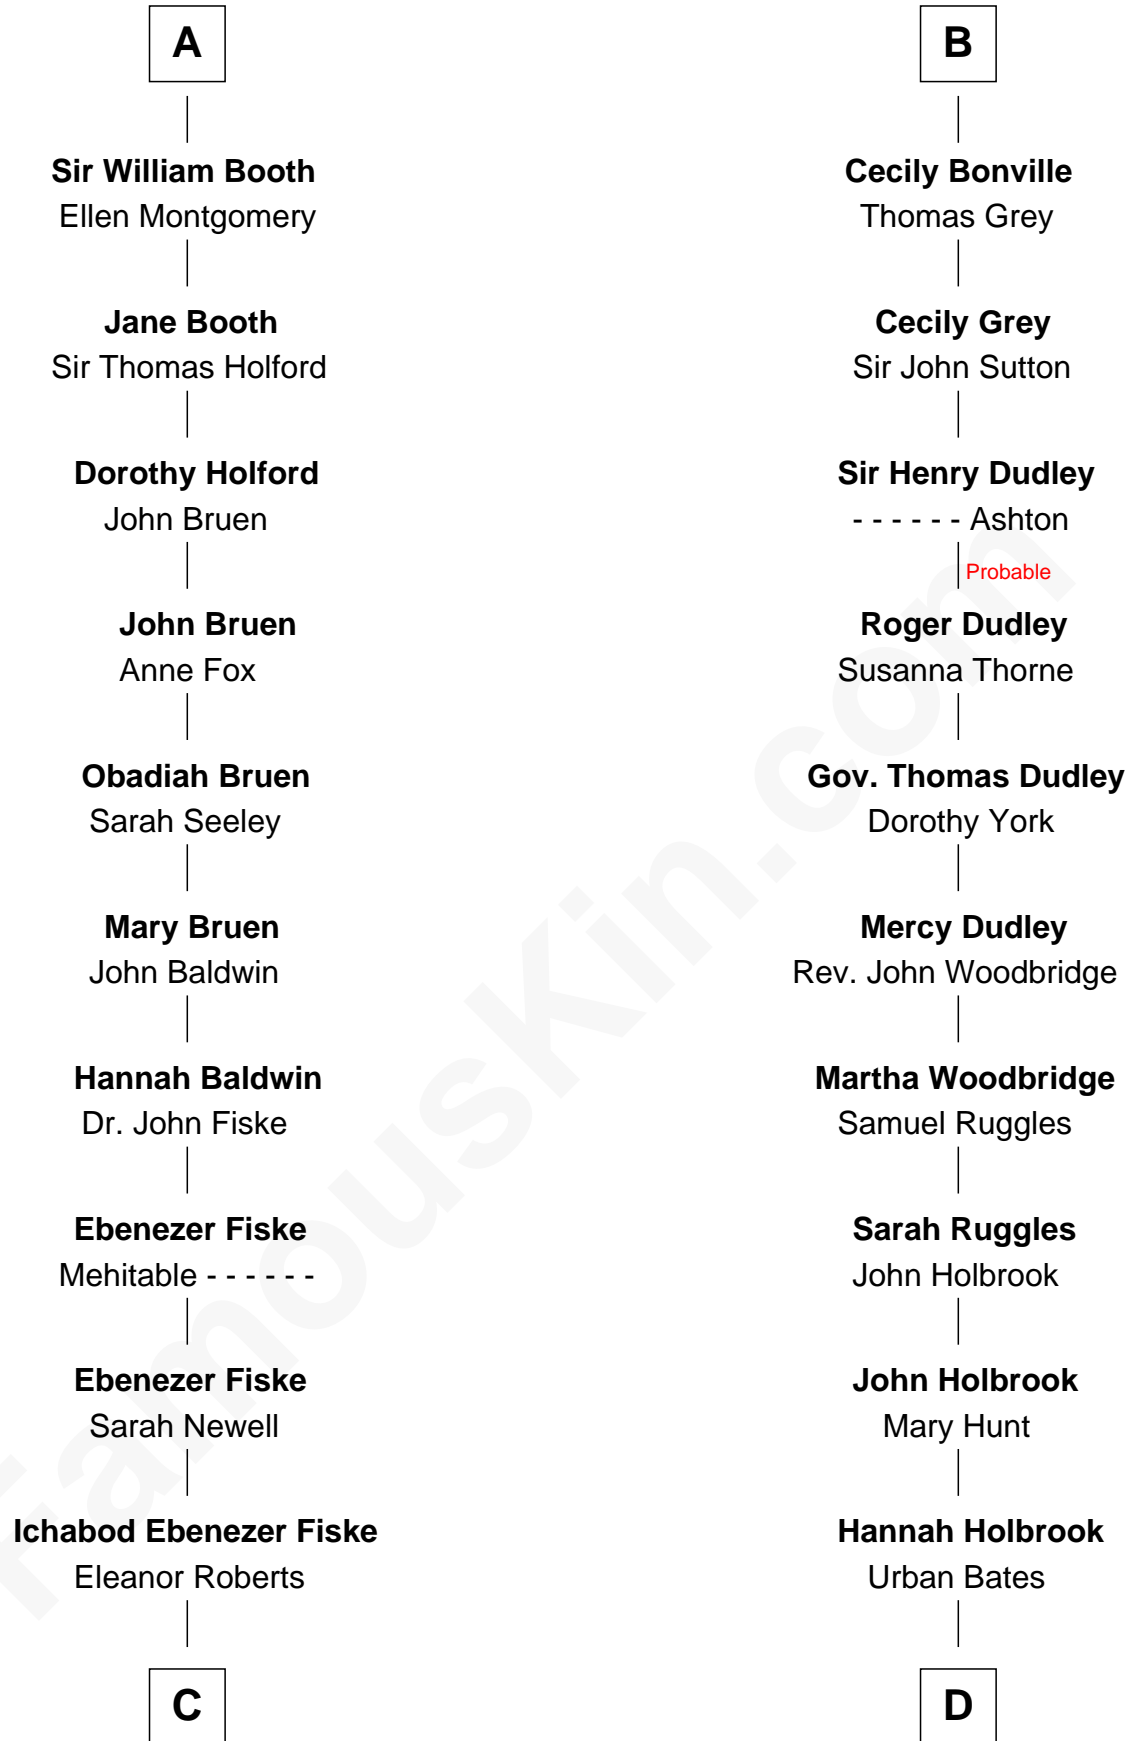 A
Sir William Booth
Ellen Montgomery
Jane Booth
Sir Thomas Holford
Dorothy Holford
John Bruen
John Bruen
Anne Fox
Obadiah Bruen
Sarah Seeley
Mary Bruen
John Baldwin
Hannah Baldwin
Dr. John Fiske
Ebenezer Fiske
Mehitable - - - - - -
Ebenezer Fiske
Sarah Newell
Ichabod Ebenezer Fiske
Eleanor Roberts
C
B
Cecily Bonville
Thomas Grey
Cecily Grey
Sir John Sutton
Sir Henry Dudley
- - - - - - Ashton
Probable
Roger Dudley
Susanna Thorne
Gov. Thomas Dudley
Dorothy York
Mercy Dudley
Rev. John Woodbridge
Martha Woodbridge
Samuel Ruggles
Sarah Ruggles
John Holbrook
John Holbrook
Mary Hunt
Hannah Holbrook
Urban Bates
D
FamousKin.com